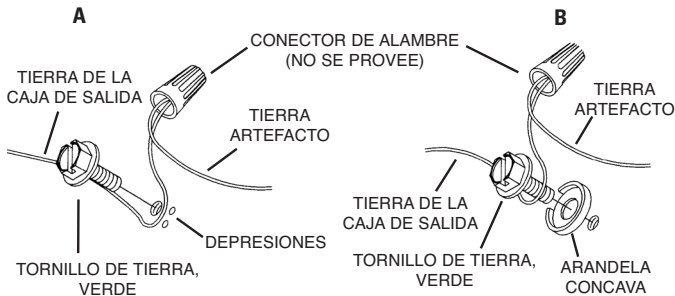 A
B
CONECTOR DE ALAMBRE
(NO SE PROVEE)
TIERRA DE LA
CAJA DE SALIDA
TIERRA
ARTEFACTO
TIERRA
ARTEFACTO
TIERRA DE LA
CAJA DE SALIDA
DEPRESIONES
TORNILLO DE TIERRA,
VERDE
TORNILLO DE TIERRA,
VERDE
ARANDELA
CONCAVA